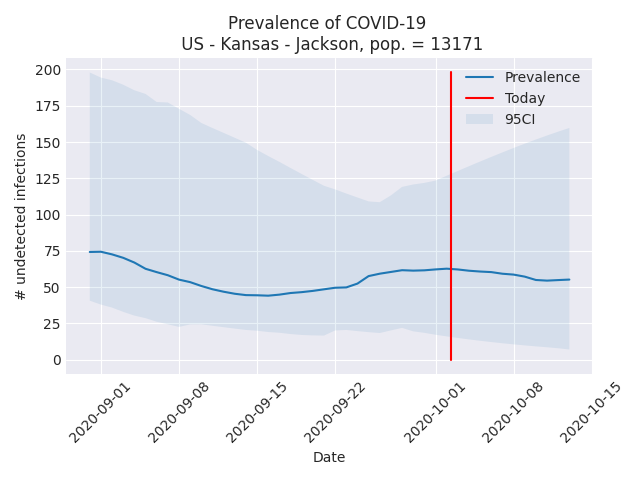 Prevalence of COVID-19
US - Kansas - Jackson, pop. = 13171
Prevalence
Today
95CI
200
175
150
125
100
75
50
25
0
# undetected infections
2020-09-01
2020-09-08
2020-09-15
2020-09-22
2020-10-01
2020-10-08
2020-10-15
Date